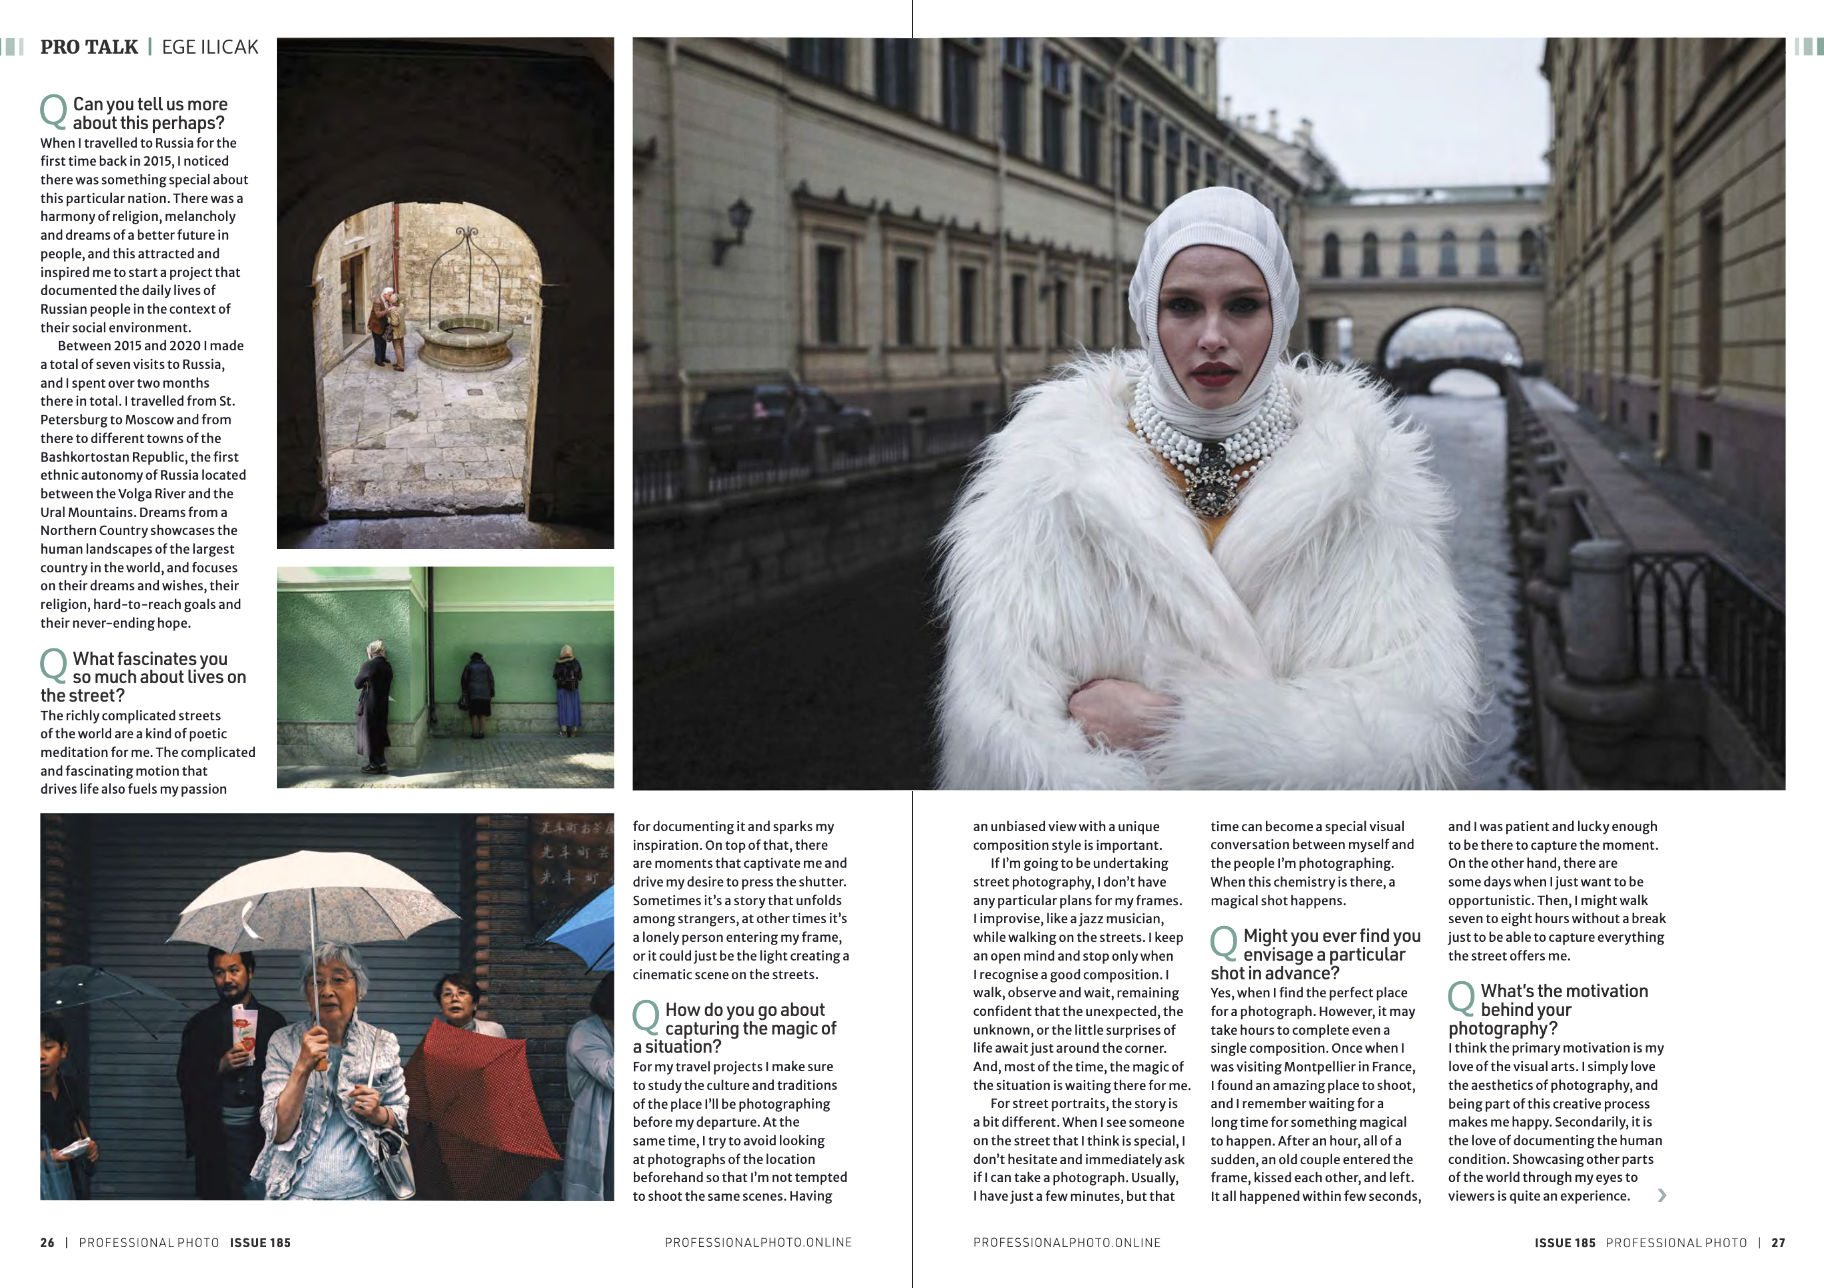 PRO TALK | EGE ILICAK
Q Can you tell us more
about this perhaps?
When I travelled to Russia for the
first time back in 2015, I noticed
there was something special about
this particular nation. There was a
harmony of religion, melancholy
and dreams of a better future in
people, and this attracted and
inspired me to start a project that
documented the daily lives of
Russian people in the context of
their social environment.
Between 2015 and 2020 I made
a total of seven visits to Russia,
and I spent over two months
there in total. I travelled from St.
Petersburg to Moscow and from
there to different towns of the
Bashkortostan Republic, the first
ethnic autonomy of Russia located
between the Volga River and the
Ural Mountains. Dreams from a
Northern Country showcases the
human landscapes of the largest
country in the world, and focuses
on their dreams and wishes, their
religion, hard-to-reach goals and
their never-ending hope.
Q What fascinates you
so much about lives on
the street?
The richly complicated streets
of the world are a kind of poetic
meditation for me. The complicated
and fascinating motion that
drives life also fuels my passion
for documenting it and sparks my
inspiration. On top of that, there
are moments that captivate me and
drive my desire to press the shutter.
Sometimes it's a story that unfolds
among strangers, at other times it's
a lonely person entering my frame,
or it could just be the light creating a
cinematic scene on the streets.
Q How do you go about
capturing the magic of
a situation?
For my travel projects I make sure
to study the culture and traditions
of the place I'll be photographing
before my departure. At the
same time, I try to avoid looking
at photographs of the location
beforehand so that I'm not tempted
to shoot the same scenes. Having
an unbiased view with a unique
composition style is important.
If I'm going to be undertaking
street photography, I don't have
any particular plans for my frames.
I improvise, like a jazz musician,
while walking on the streets. I keep
an open mind and stop only when
I recognise a good composition. I
walk, observe and wait, remaining
confident that the unexpected, the
unknown, or the little surprises of
life await just around the corner.
And, most of the time, the magic of
the situation is waiting there for me.
For street portraits, the story is
a bit different. When I see someone
on the street that I think is special, I
don't hesitate and immediately ask
if I can take a photograph. Usually,
I have just a few minutes, but that
time can become a special visual
conversation between myself and
the people I'm photographing.
When this chemistry is there, a
magical shot happens.
Q Might you ever find you
envisage a particular
shot in advance?
Yes, when I find the perfect place
for a photograph. However, it may
take hours to complete even a
single composition. Once when I
was visiting Montpellier in France,
I found an amazing place to shoot,
and I remember waiting for a
long time for something magical
to happen. After an hour, all of a
sudden, an old couple entered the
frame, kissed each other, and left.
It all happened within few seconds,
and I was patient and lucky enough
to be there to capture the moment.
On the other hand, there are
some days when I just want to be
opportunistic. Then, I might walk
seven to eight hours without a break
just to be able to capture everything
the street offers me.
Q What's the motivation
behind your
photography?
I think the primary motivation is my
love of the visual arts. I simply love
the aesthetics of photography, and
being part of this creative process
makes me happy. Secondarily, it is
the love of documenting the human
condition. Showcasing other parts
of the world through my eyes to
viewers is quite an experience.
26 | PROFESSIONAL PHOTO ISSUE 185
PROFESSIONALPHOTO.ONLINE
PROFESSIONALPHOTO.ONLINE
ISSUE 185 PROFESSIONAL PHOTO | 27